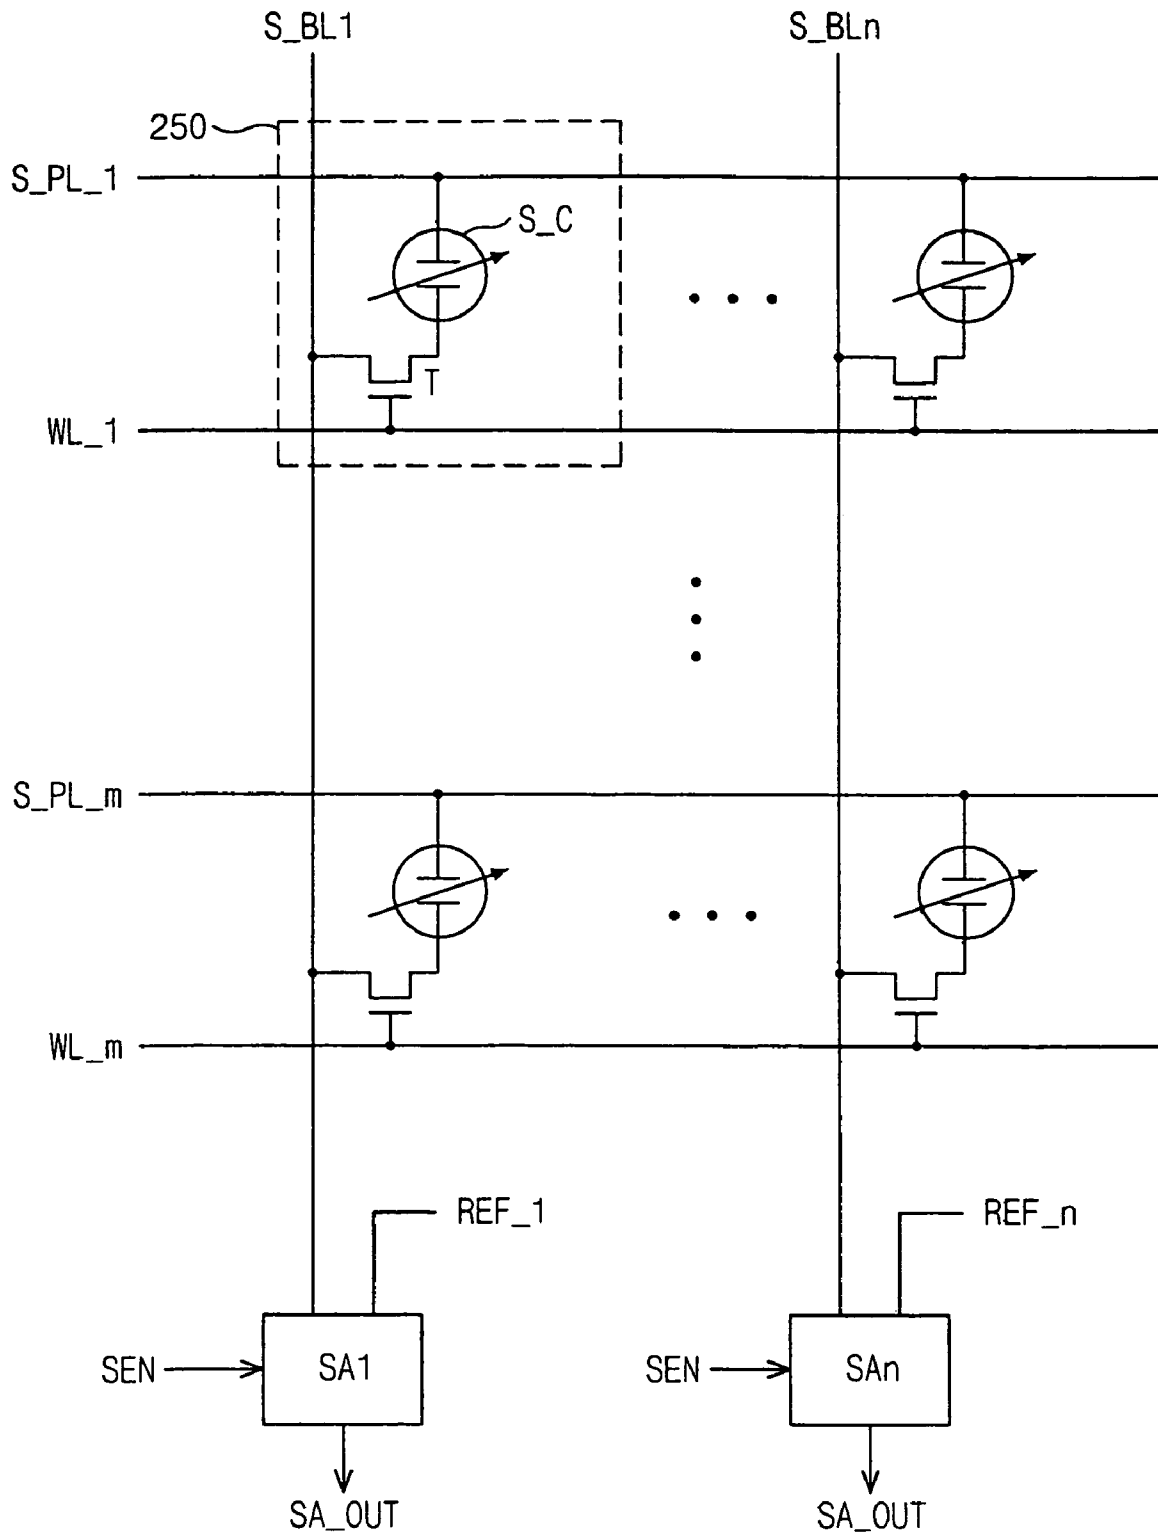 S_BL1
S_BLn
250
S_PL_1
S_C
T
WL_1
S_PL_m
WL_m
REF_1
REF_n
SEN
SA1
SEN
SAn
SA_OUT
SA_OUT